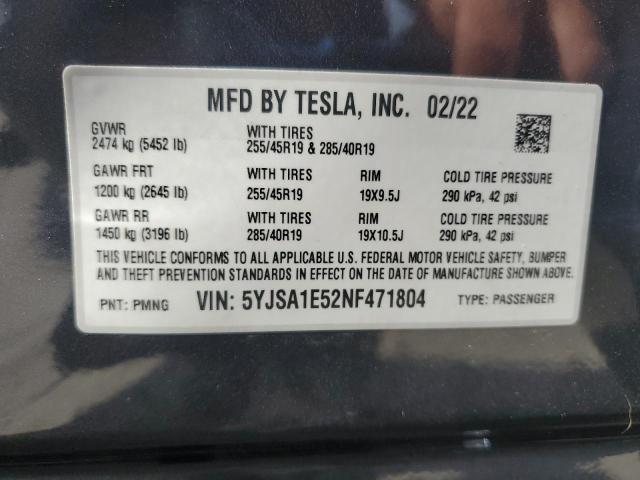 MFD BY TESLA, INC. 02/22
GVWR WITH TIRES
2474 kg (5452 lb) 255/45R19 & 285/40R19
GAWR FRT WITH TIRES RIM COLD TIRE PRESSURE
1200 kg (2645 lb) 255/45R19 19X9.5J 290 kPa, 42 psi
GAWR RR WITH TIRES RIM COLD TIRE PRESSURE
1450 kg (3196 lb) 285/40R19 19X10.5J 290 kPa, 42 psi
THIS VEHICLE CONFORMS TO ALL APPLICABLE U.S. FEDERAL MOTOR VEHICLE SAFETY, BUMPER
AND THEFT PREVENTION STANDARDS IN EFFECT ON THE DATE OF MANUFACTURE SHOWN ABOVE.
PNT: PMNG VIN: 5YJSA1E52NF471804 TYPE: PASSENGER